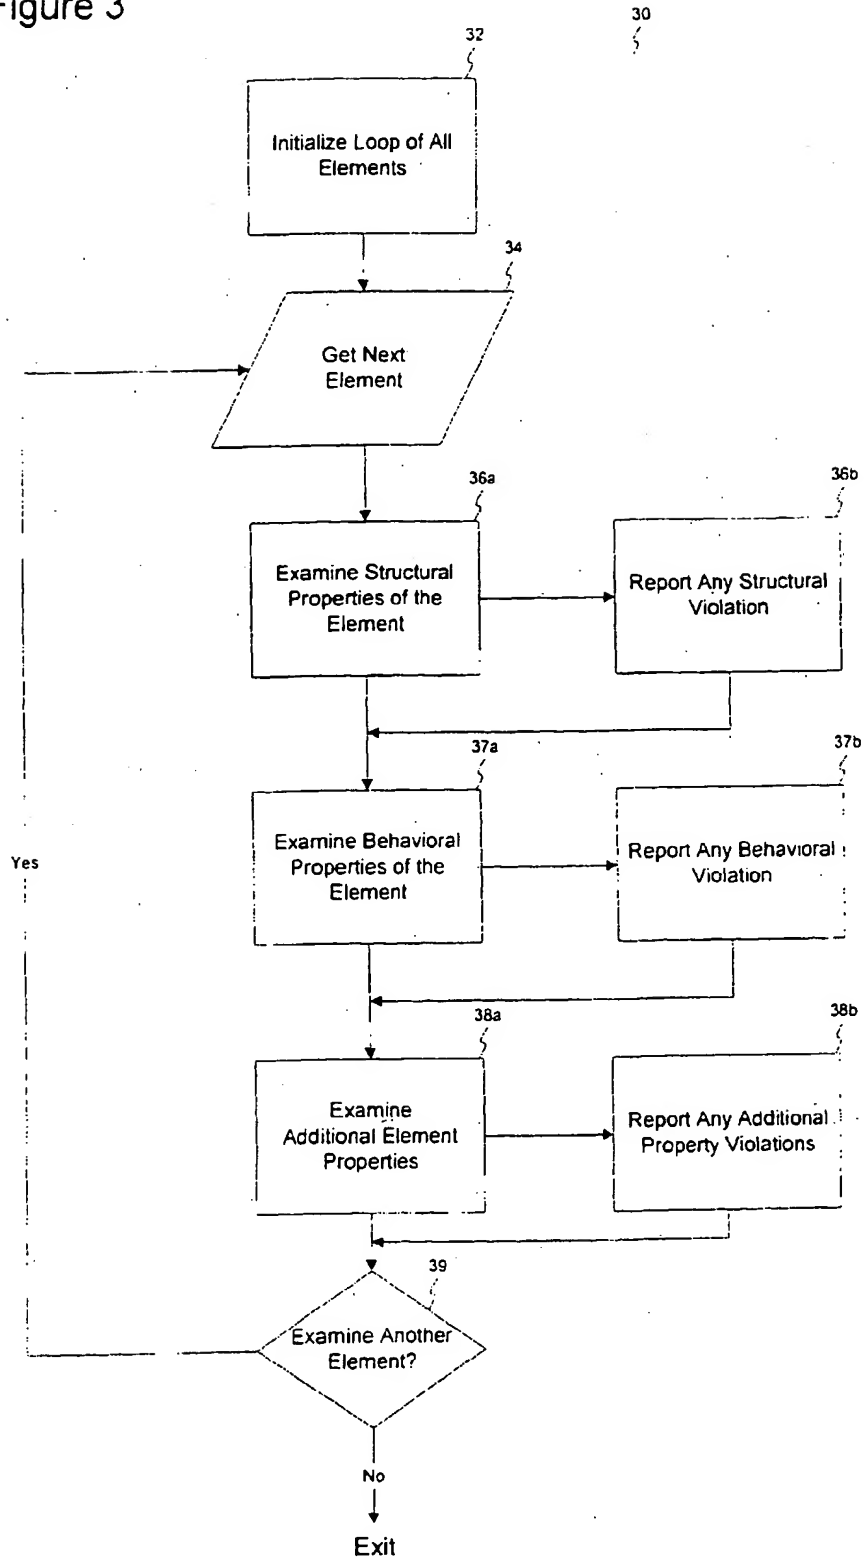 Figure 3
30
32
Initialize Loop of All
Elements
34
Get Next
Element
36a
36b
Examine Structural
Properties of the
Element
Report Any Structural
Violation
37a
37b
Examine Behavioral
Properties of the
Element
Report Any Behavioral
Violation
Yes
38a
38b
Examine
Additional Element
Properties
Report Any Additional
Property Violations
39
Examine Another
Element?
No
Exit